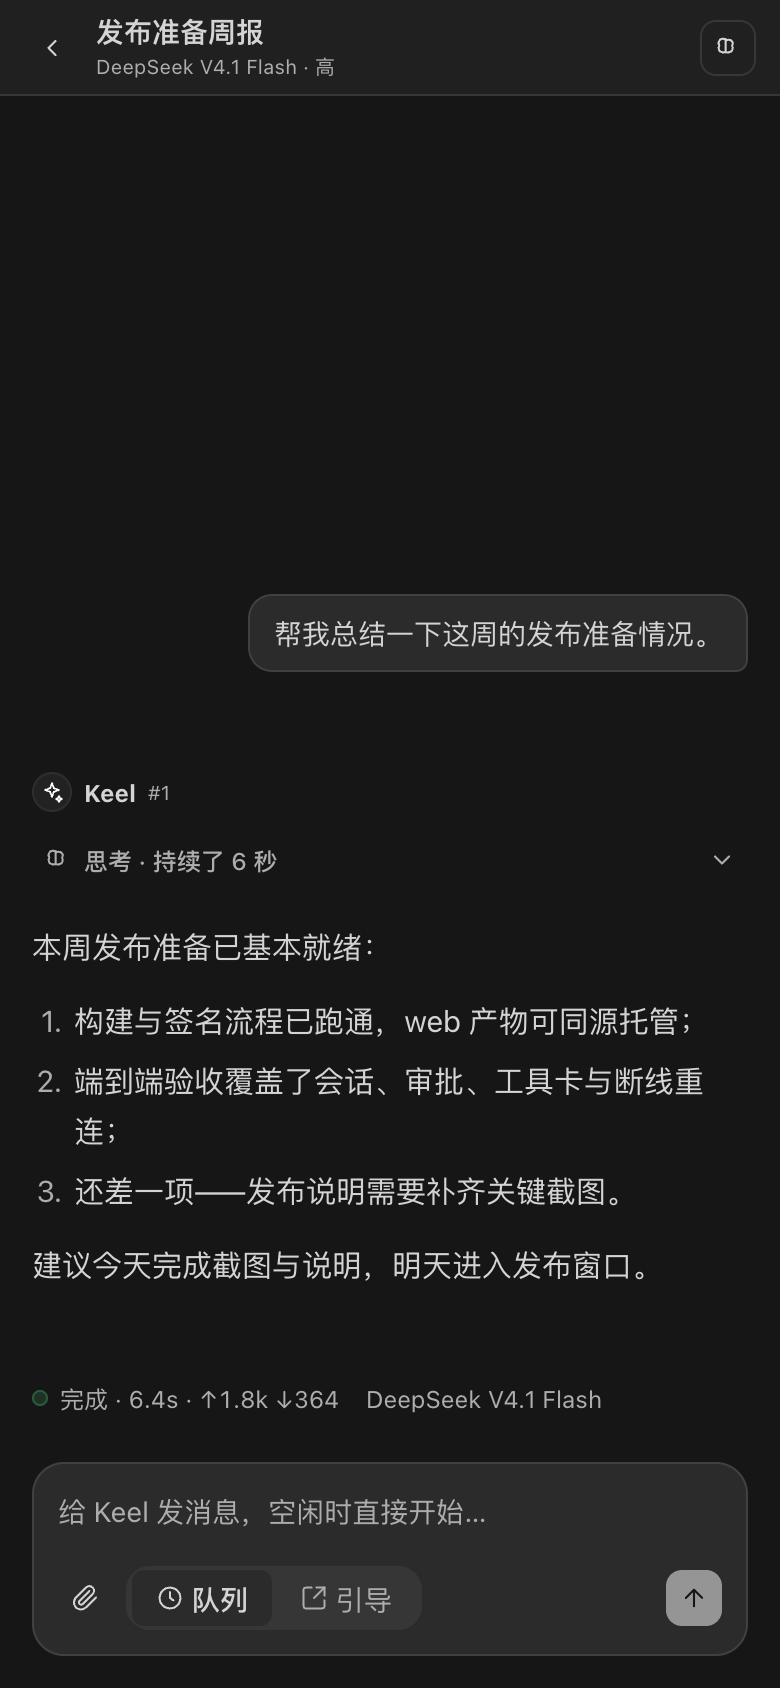 发布准备周报
DeepSeek V4.1 Flash · 高
帮我总结一下这周的发布准备情况。
Keel #1
思考 · 持续了 6 秒
本周发布准备已基本就绪：
1. 构建与签名流程已跑通，web 产物可同源托管；
2. 端到端验收覆盖了会话、审批、工具卡与断线重
连；
3. 还差一项——发布说明需要补齐关键截图。
建议今天完成截图与说明，明天进入发布窗口。
完成 · 6.4s · ↑1.8k ↓364 DeepSeek V4.1 Flash
给 Keel 发消息，空闲时直接开始...
队列 引导